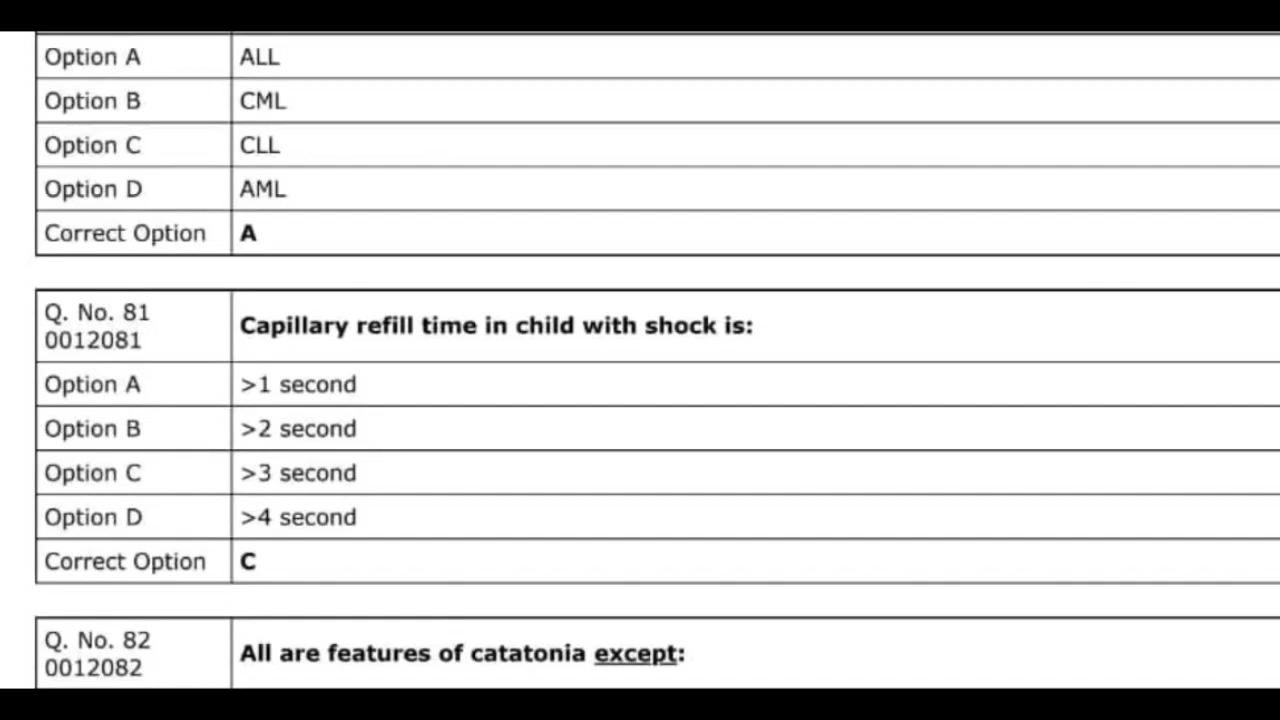 Option A ALL
Option B CML
Option C CLL
Option D AML
Correct Option A
Q. No. 81
0012081
Capillary refill time in child with shock is:
Option A >1 second
Option B >2 second
Option C >3 second
Option D >4 second
Correct Option C
Q. No. 82
0012082
All are features of catatonia except: